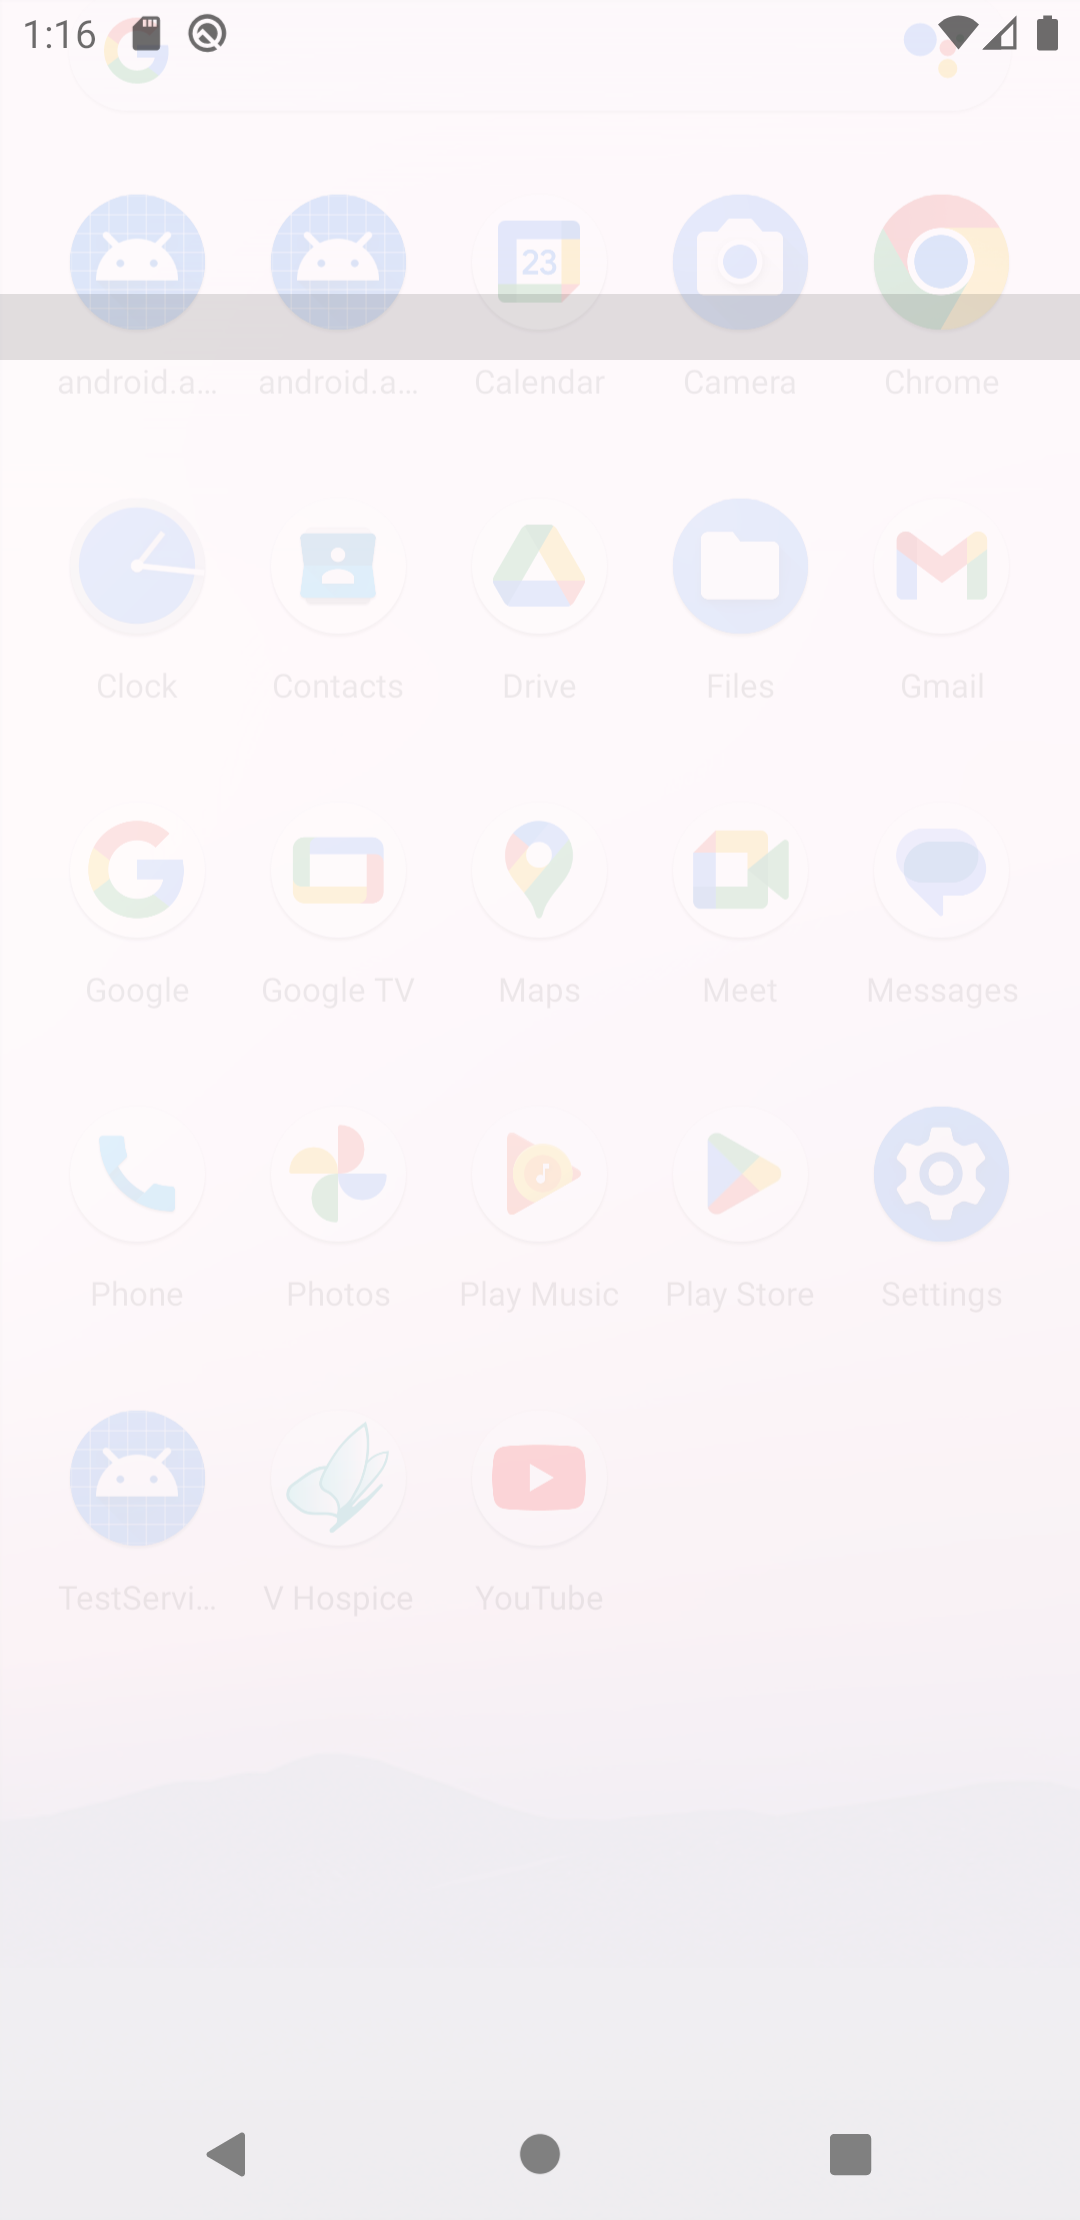 1:16
android.a... android.a... Calendar Camera Chrome
Clock Contacts Drive Files Gmail
Google Google TV Maps Meet Messages
Phone Photos Play Music Play Store Settings
TestServi... V Hospice YouTube